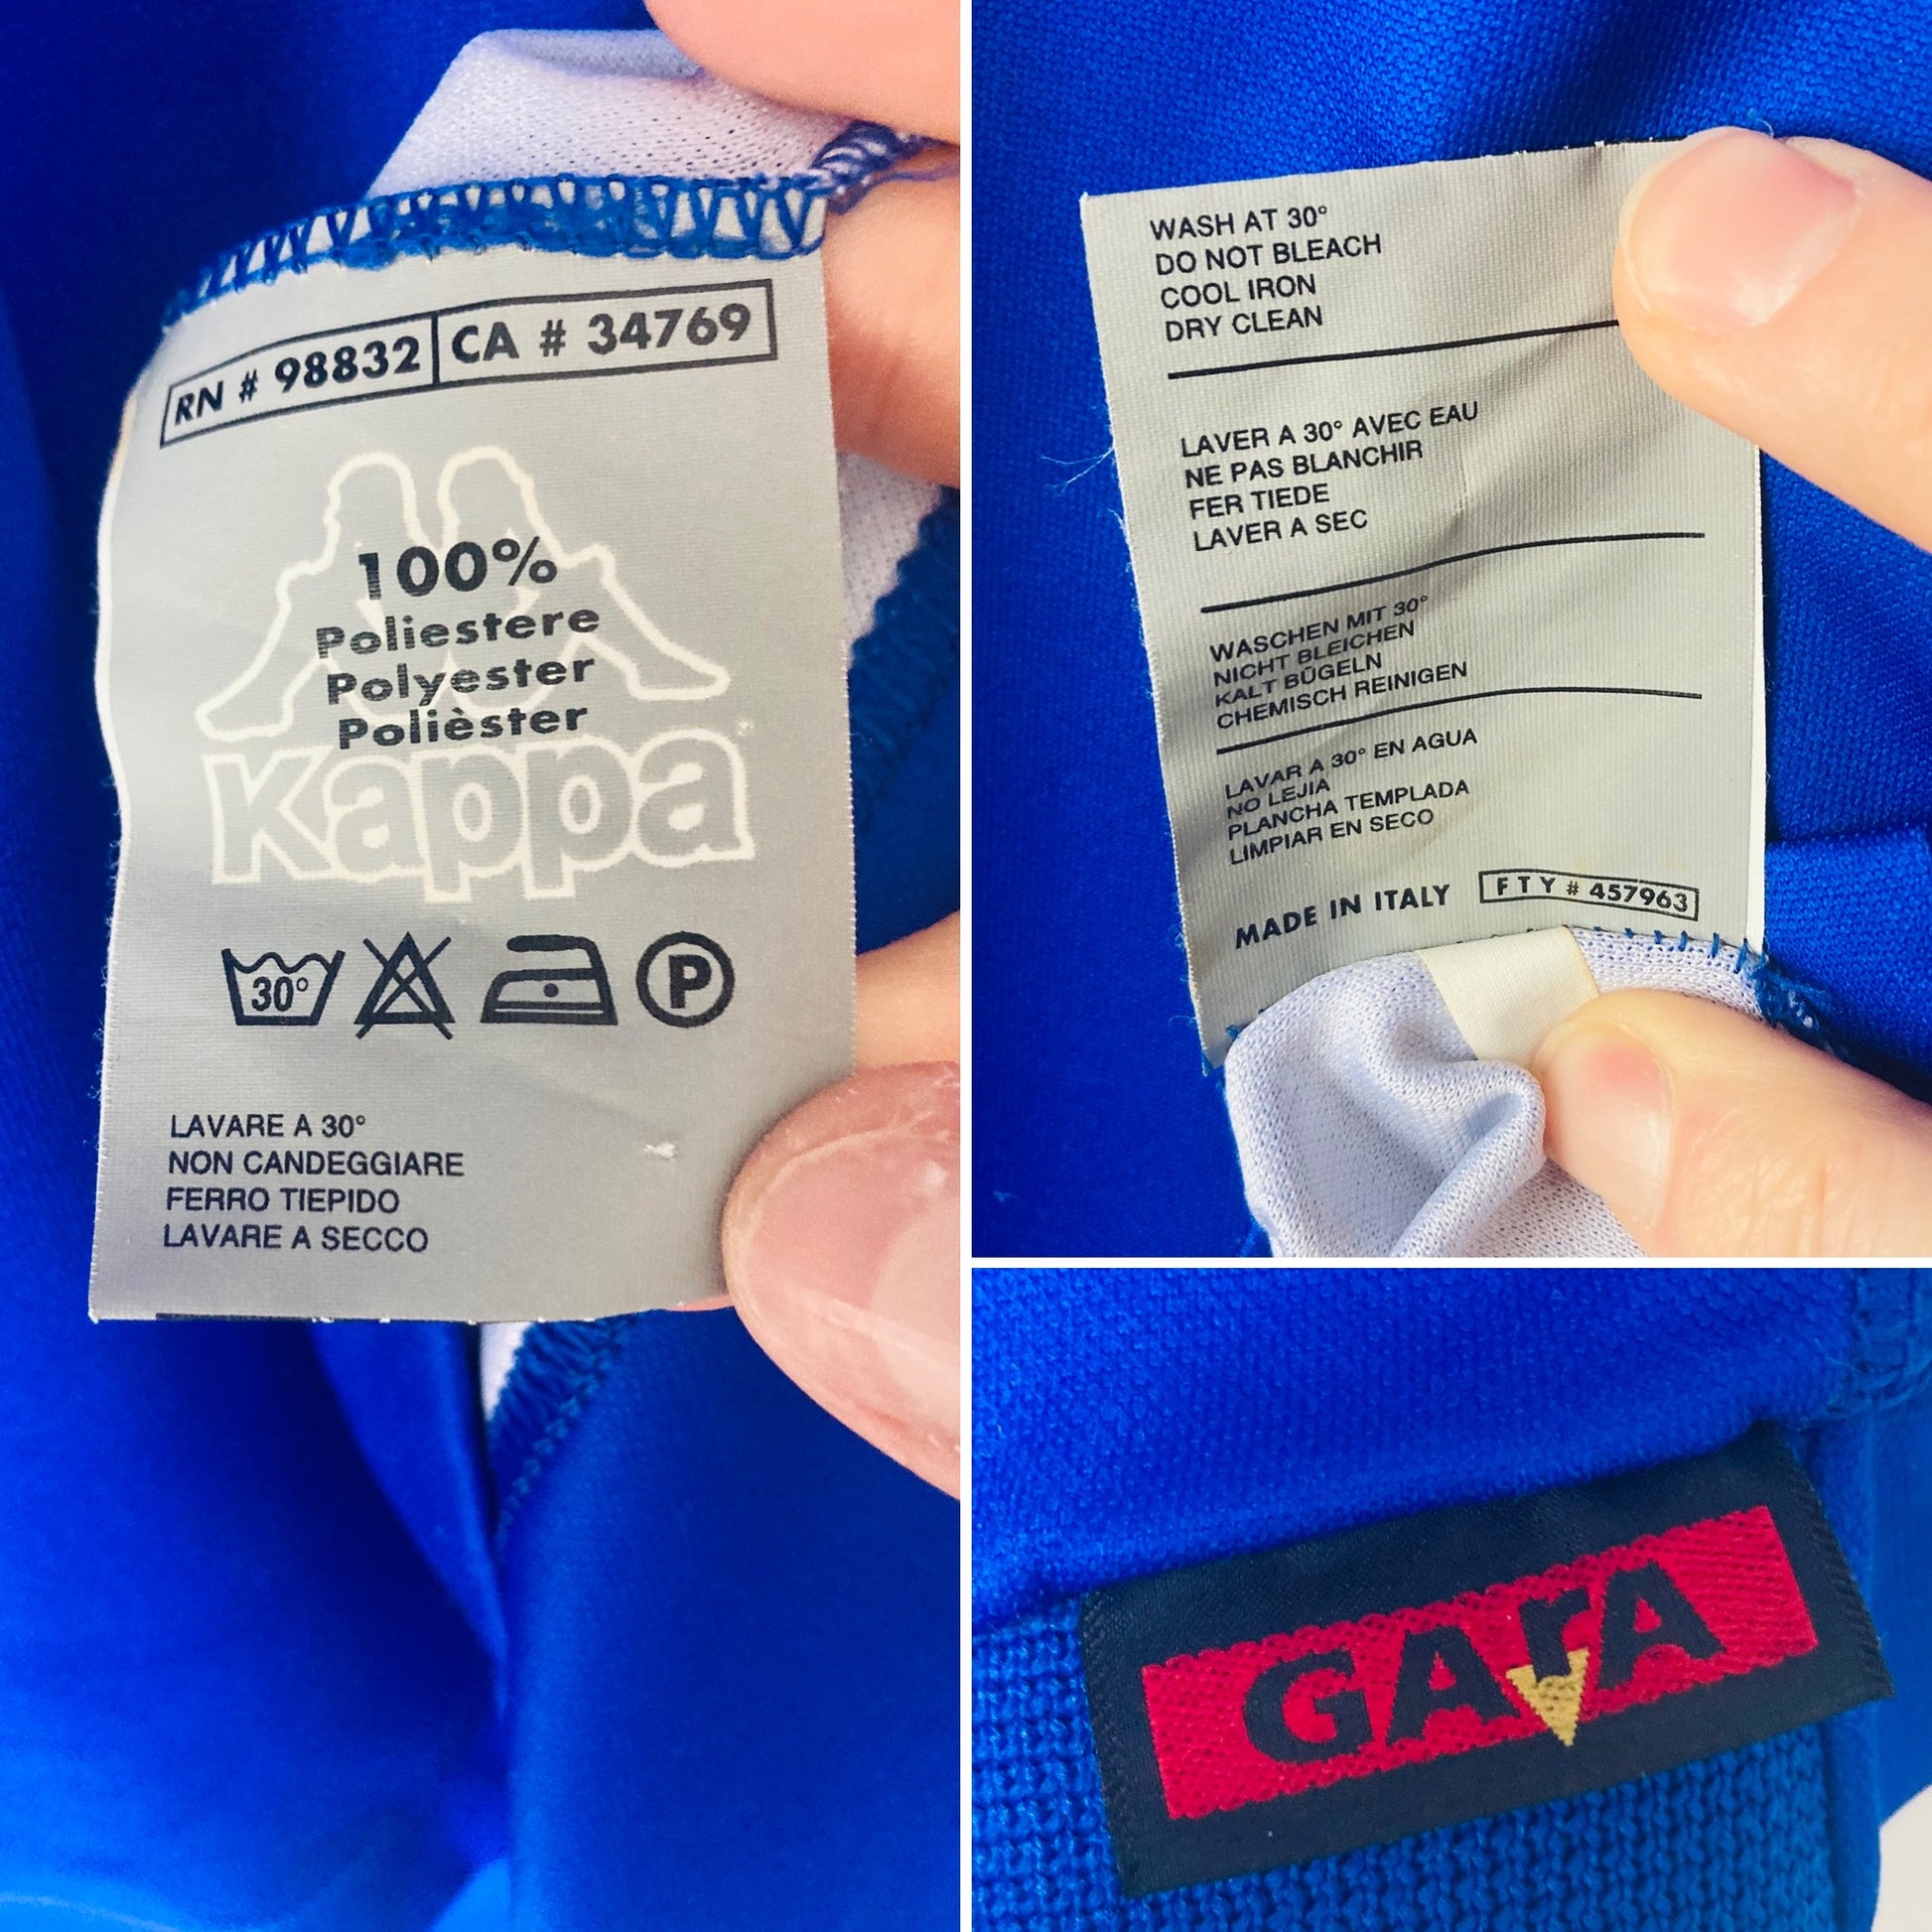 RN # 98832 CA # 34769
100%
Poliestere
Polyester
Polièster
Kappa
30°
P
LAVARE A 30°
NON CANDEGGIARE
FERRO TIEPIDO
LAVARE A SECCO
WASH AT 30°
DO NOT BLEACH
COOL IRON
DRY CLEAN
LAVER A 30° AVEC EAU
NE PAS BLANCHIR
FER TIEDE
LAVER A SEC
WASCHEN MIT 30°
NICHT BLEICHEN
KALT BÜGELN
CHEMISCH REINIGEN
LAVAR A 30° EN AGUA
NO LEJIA
PLANCHA TEMPLADA
LIMPIAR EN SECO
MADE IN ITALY FTY # 457963
GArA